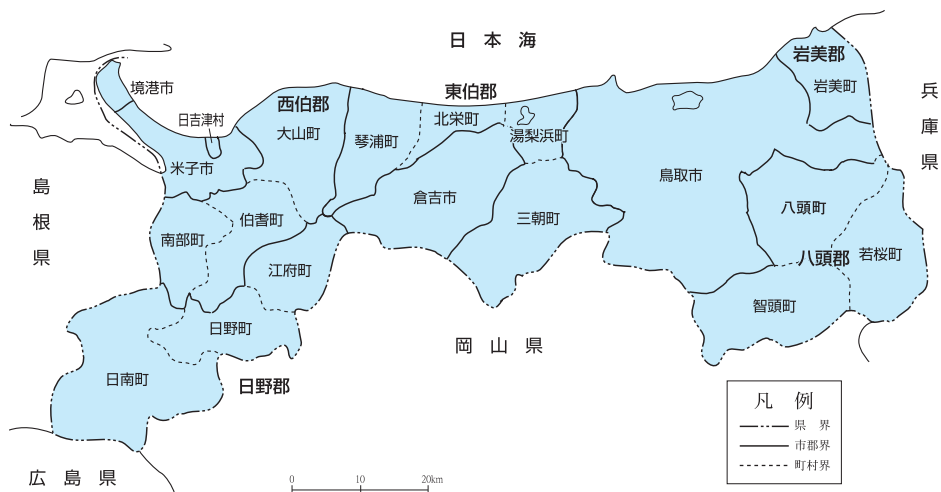 日本海
岩美郡
岩美町
兵庫県
東伯郡
境港市
西伯郡
日吉津村
大山町
北栄町
琴浦町
湯梨浜町
米子市
鳥取市
島根県
倉吉市
八頭町
伯耆町
三朝町
南部町
八頭郡
若桜町
江府町
智頭町
日野町
岡山県
日南町
日野郡
凡例
県界
市郡界
町村界
広島県
0 10 20km